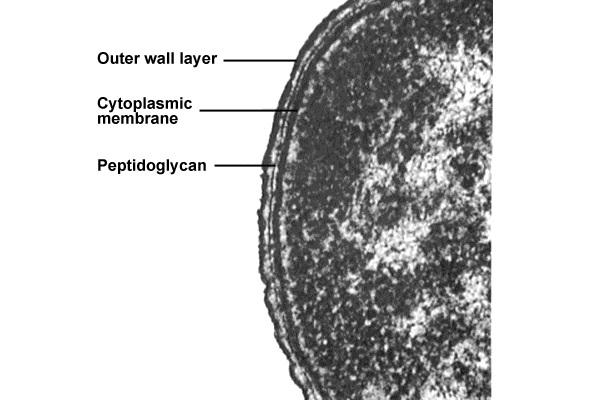 Outer wall layer
Cytoplasmic
membrane
Peptidoglycan